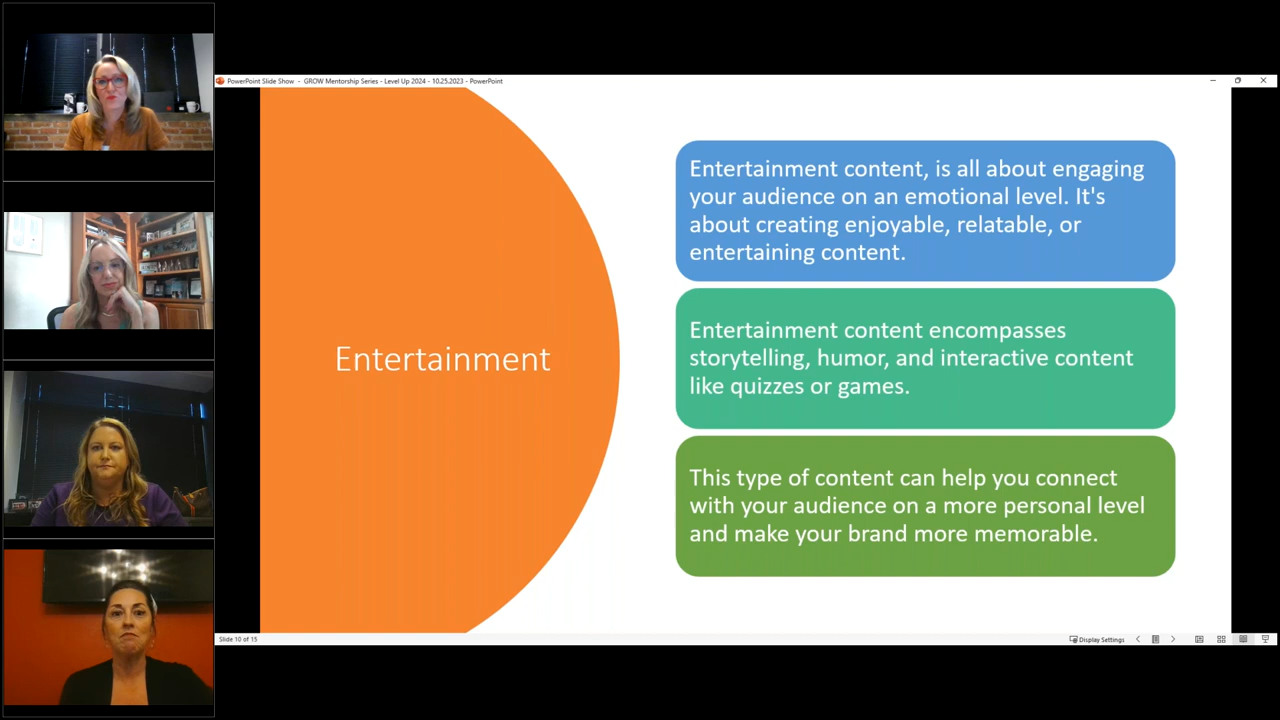 PowerPoint Slide Show - GROW Mentorship Series - Level Up 2024 - 10.25.2023 - PowerPoint
Entertainment
Entertainment content, is all about engaging
your audience on an emotional level. It's
about creating enjoyable, relatable, or
entertaining content.
Entertainment content encompasses
storytelling, humor, and interactive content
like quizzes or games.
This type of content can help you connect
with your audience on a more personal level
and make your brand more memorable.
Slide 10 of 15
Display Settings